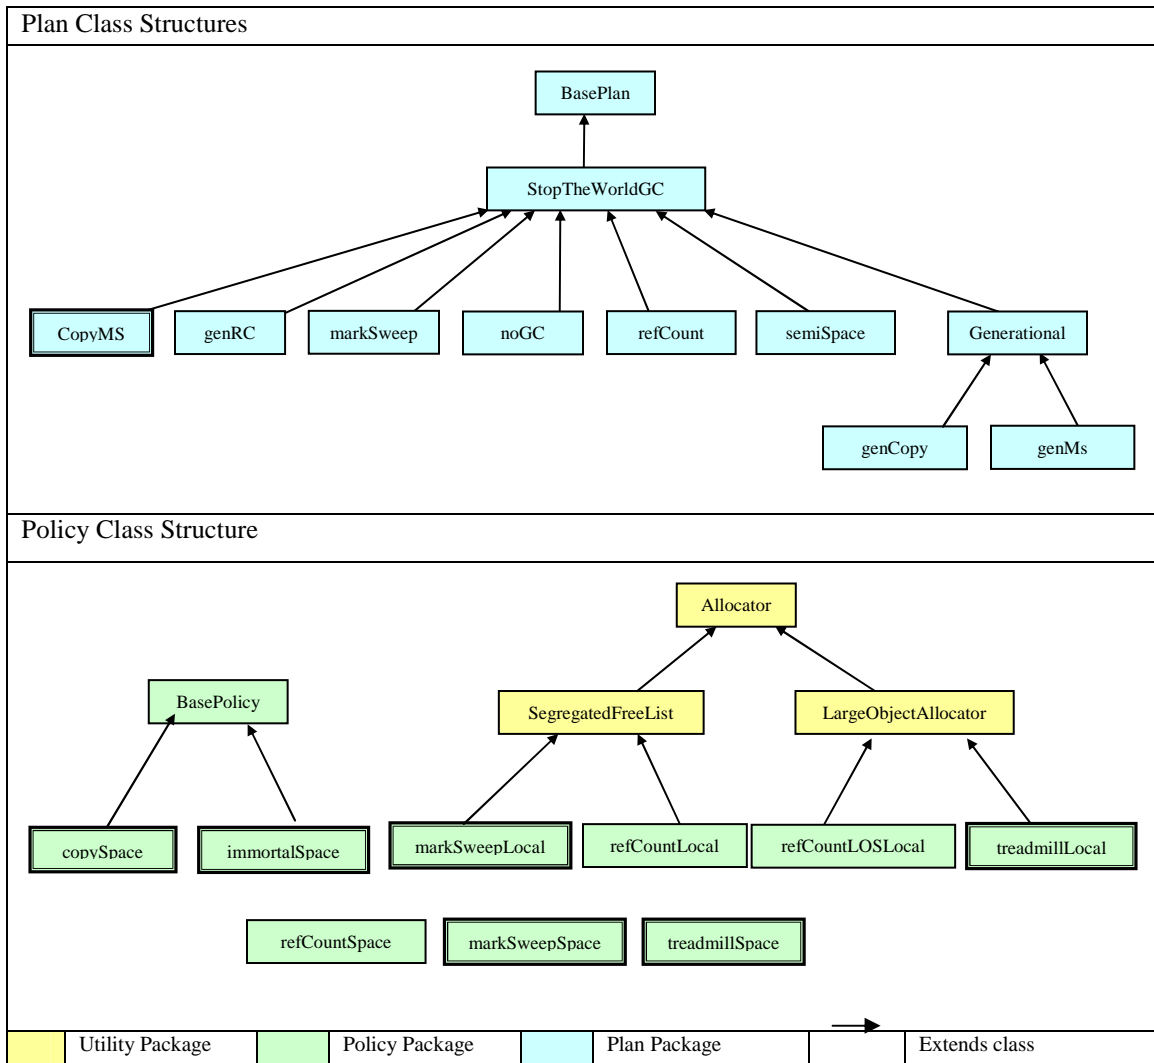 Plan Class Structures
BasePlan
StopTheWorldGC
CopyMS
genRC
markSweep
noGC
refCount
semiSpace
Generational
genCopy
genMs
Policy Class Structure
Allocator
BasePolicy
SegregatedFreeList
LargeObjectAllocator
copySpace
immortalSpace
markSweepLocal
refCountLocal
refCountLOSLocal
treadmillLocal
refCountSpace
markSweepSpace
treadmillSpace
Utility Package
Policy Package
Plan Package
Extends class